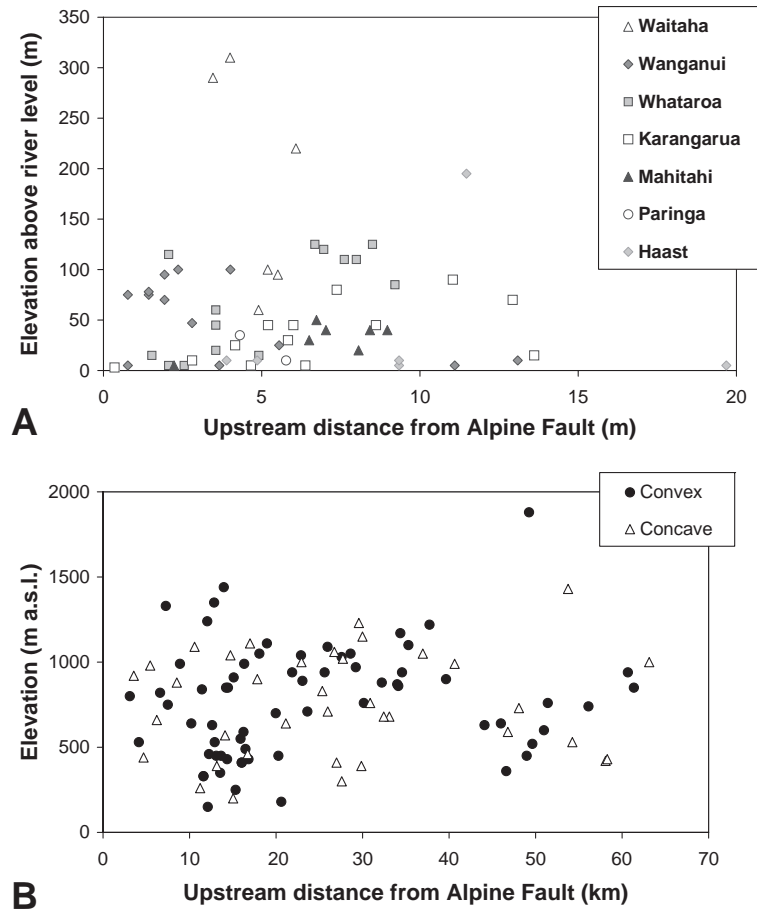 350
300
250
200
150
100
50
0
Elevation above river level (m)
0 5 10 15 20
Upstream distance from Alpine Fault (m)
Waitaha
Wanganui
Whataroa
Karangarua
Mahitahi
Paringa
Haast
A
2000
1500
1000
500
0
Elevation (m a.s.l.)
0 10 20 30 40 50 60 70
Upstream distance from Alpine Fault (km)
Convex
Concave
B